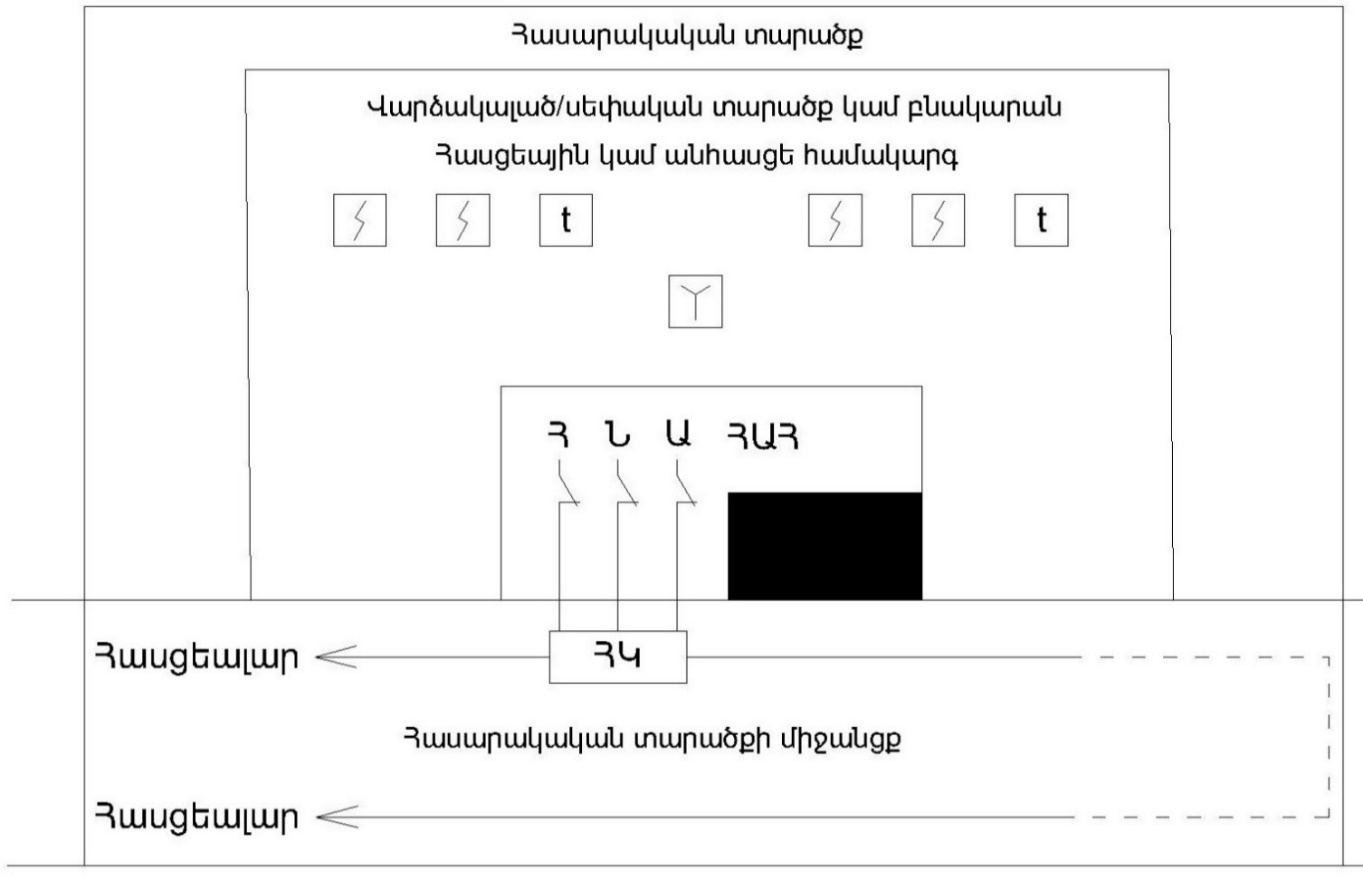 Հասարակական տարածք
Վարձակալած/սեփական տարածք կամ բնակարան
Հասցեային կամ անհասցե համակարգ
t t
Հ Ն Ա ՀԱՀ
Հասցեալար ՀԿ
Հասարակական տարածքի միջանցք
Հասցեալար